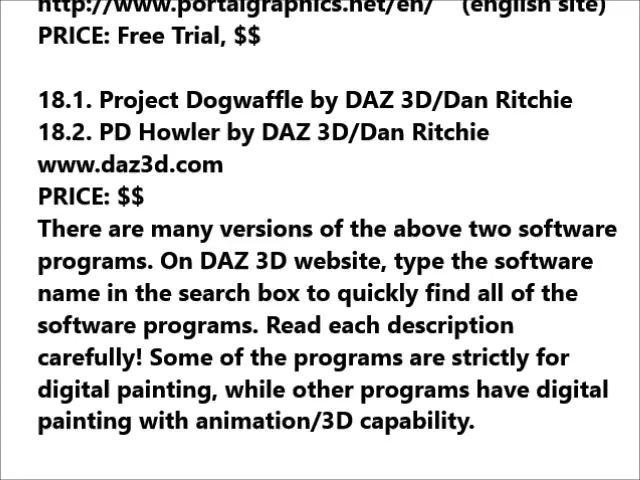 http://www.portalgraphics.net/en/ (english site)
PRICE: Free Trial, $$
18.1. Project Dogwaffle by DAZ 3D/Dan Ritchie
18.2. PD Howler by DAZ 3D/Dan Ritchie
www.daz3d.com
PRICE: $$
There are many versions of the above two software
programs. On DAZ 3D website, type the software
name in the search box to quickly find all of the
software programs. Read each description
carefully! Some of the programs are strictly for
digital painting, while other programs have digital
painting with animation/3D capability.